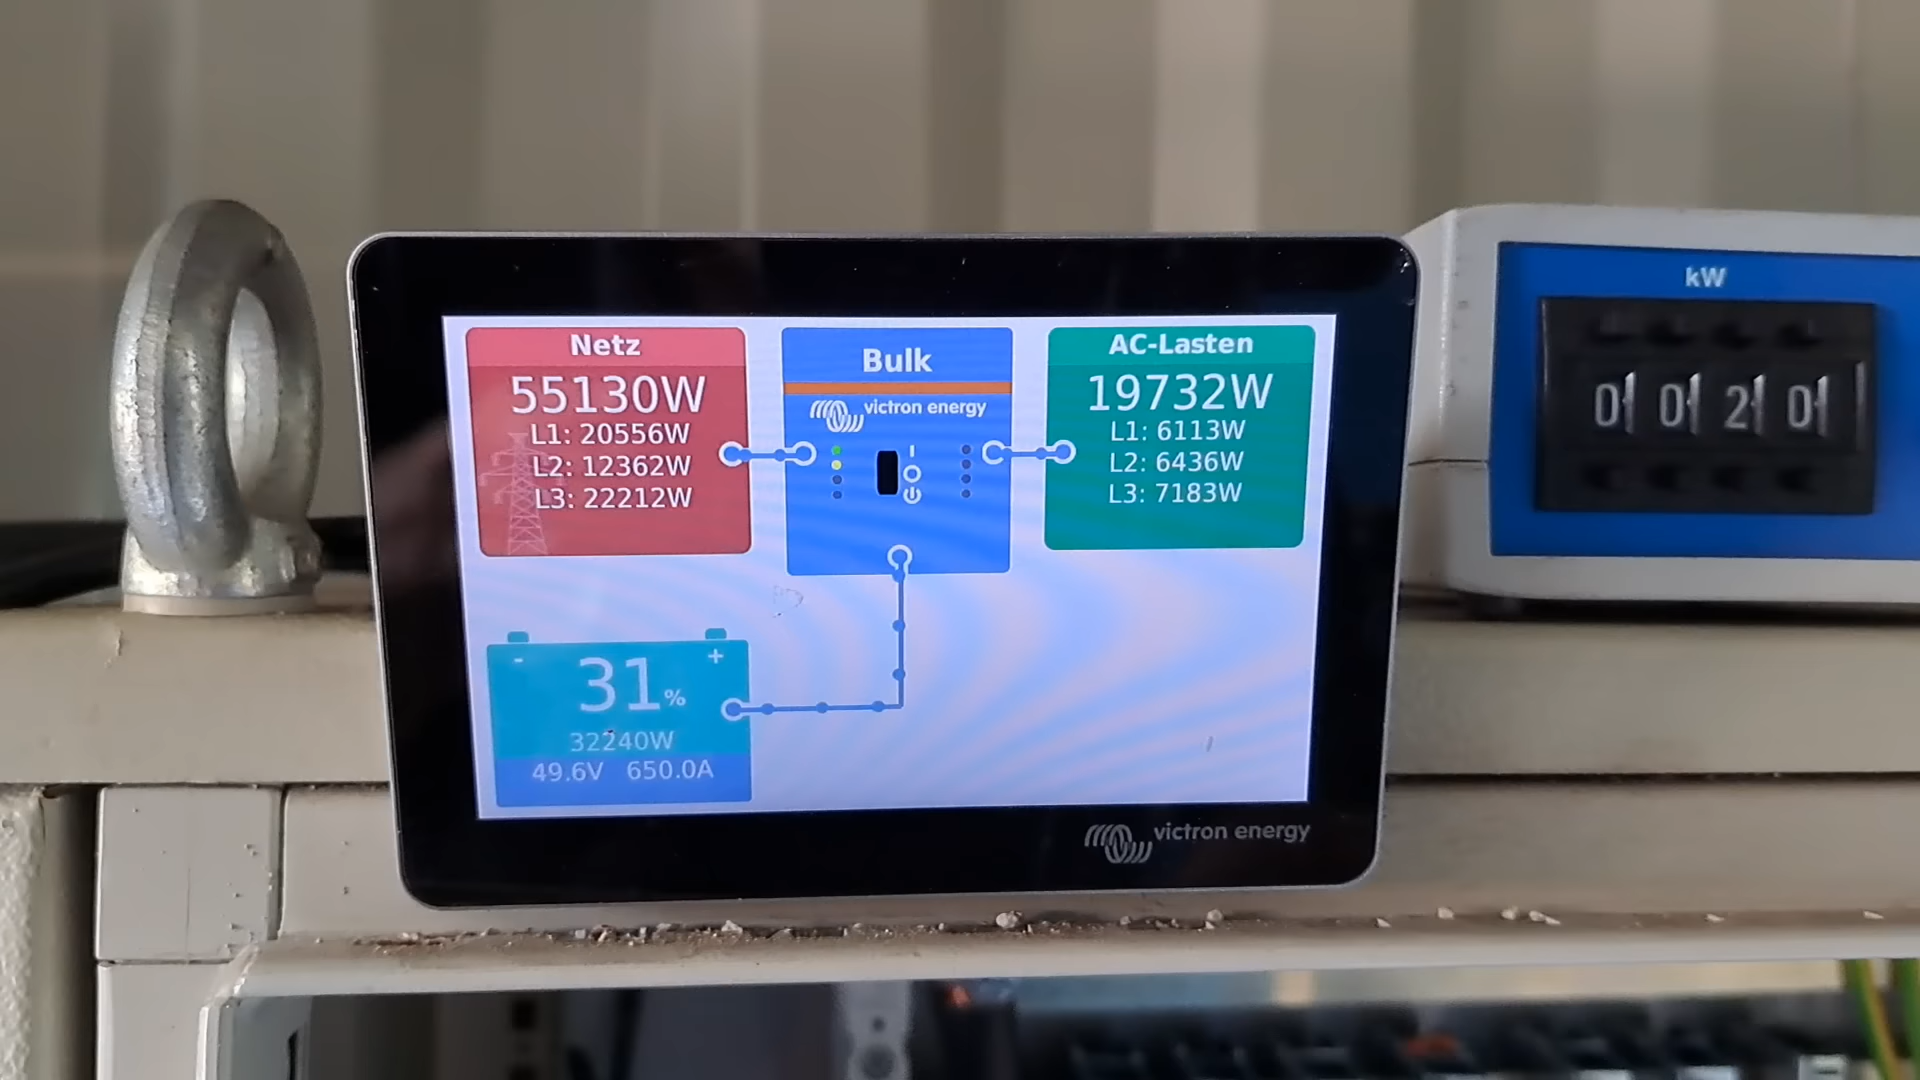 Netz
55130W
L1: 20556W
L2: 12362W
L3: 22212W
Bulk
victron energy
AC-Lasten
19732W
L1: 6113W
L2: 6436W
L3: 7183W
- +
31%
32240W
49.6V 650.0A
victron energy
kW
0 0 2 0